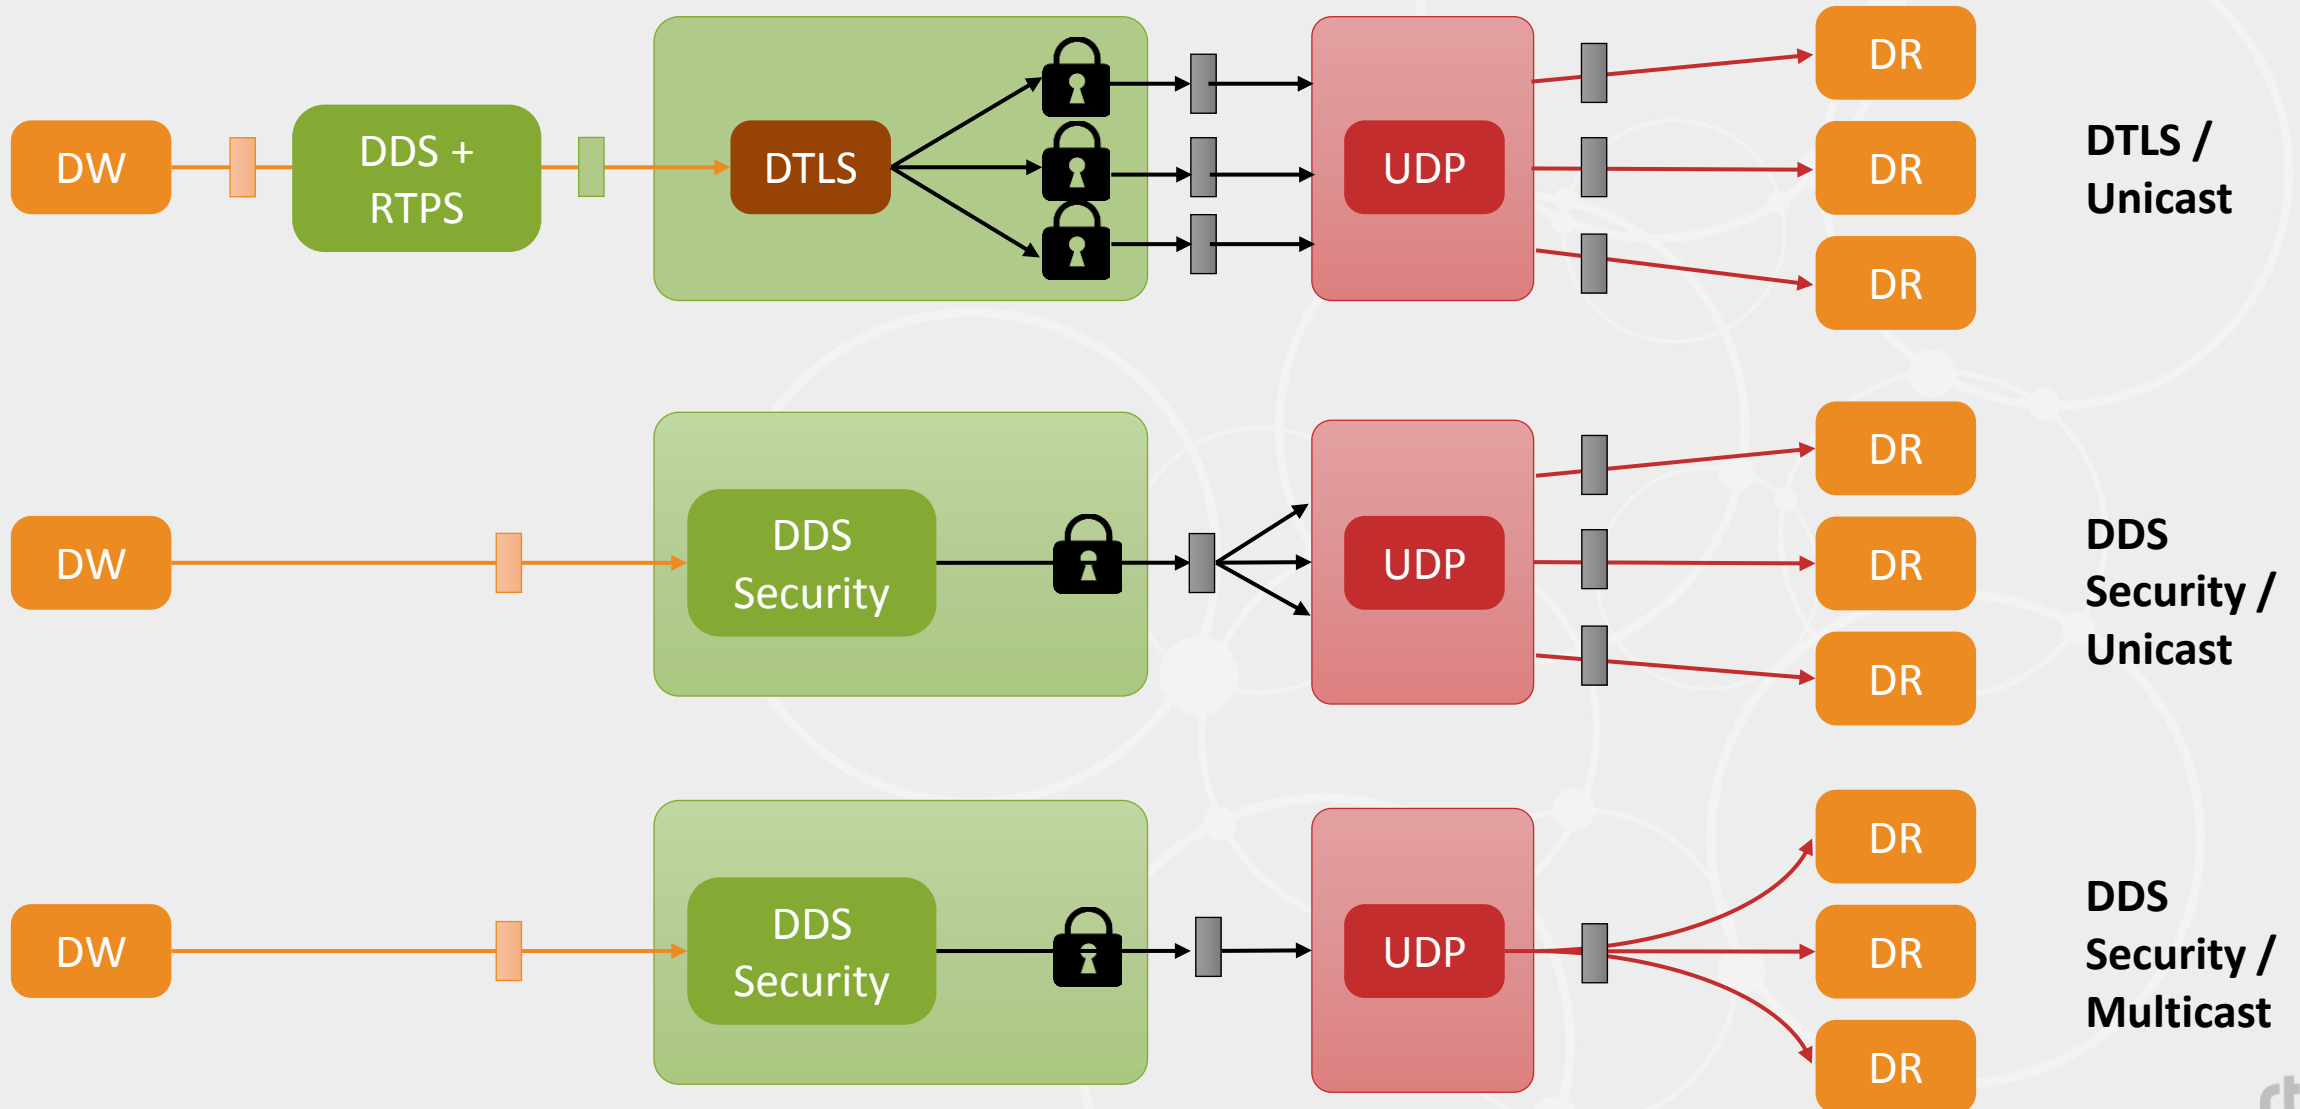 DW
DDS +
RTPS
DTLS
UDP
DR
DR
DR
DTLS /
Unicast
DW
DDS
Security
UDP
DR
DR
DR
DDS
Security /
Unicast
DW
DDS
Security
UDP
DR
DR
DR
DDS
Security /
Multicast